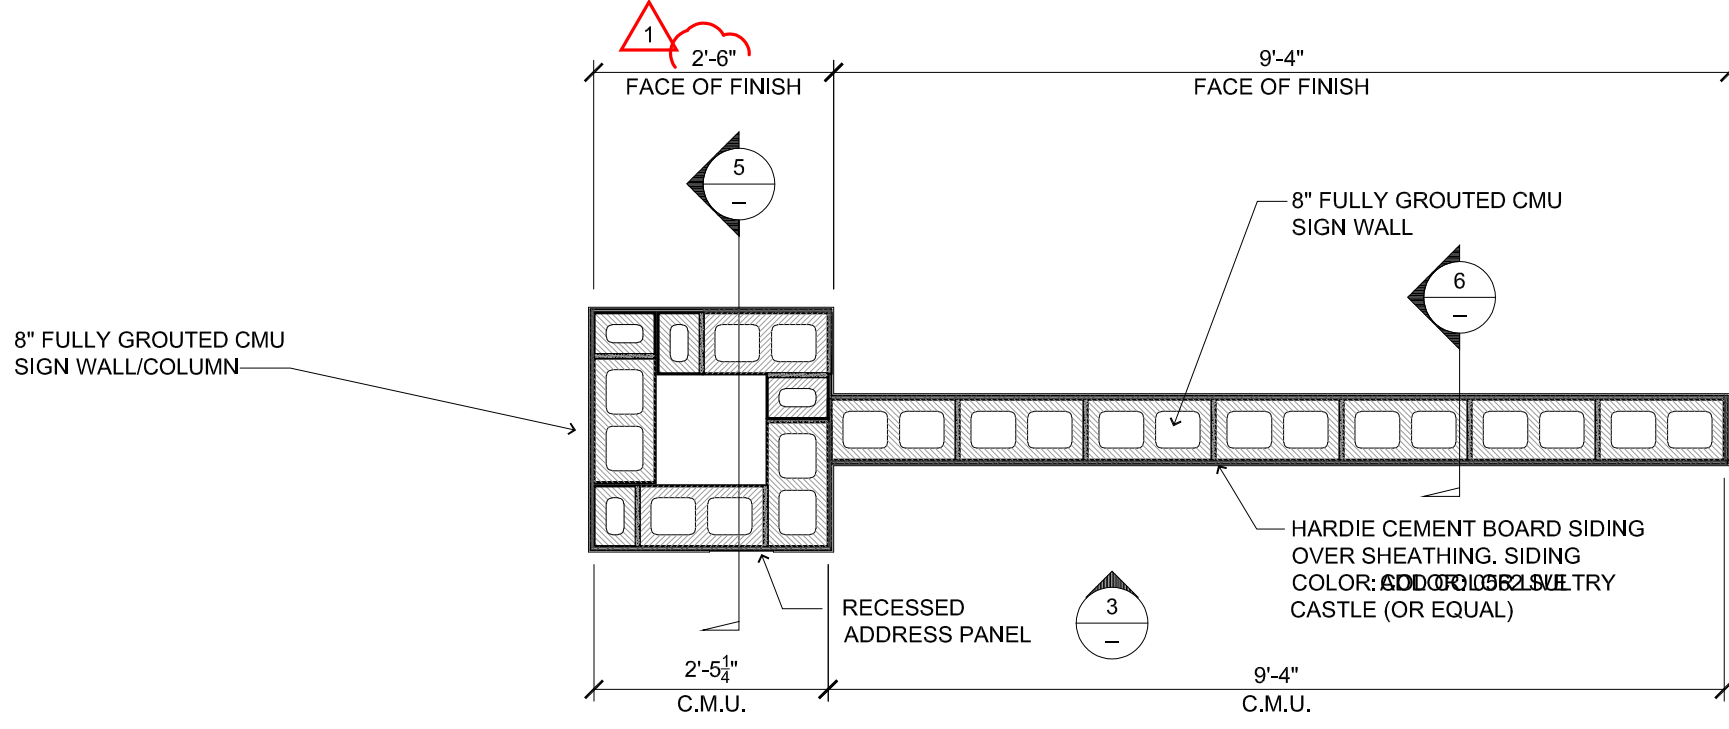 1
2'-6"
FACE OF FINISH
9'-4"
FACE OF FINISH
5
–
8" FULLY GROUTED CMU
SIGN WALL
6
–
8" FULLY GROUTED CMU
SIGN WALL/COLUMN
HARDIE CEMENT BOARD SIDING
OVER SHEATHING. SIDING
COLOR:
CASTLE (OR EQUAL)
RECESSED
ADDRESS PANEL
3
–
2'-5¼"
C.M.U.
9'-4"
C.M.U.